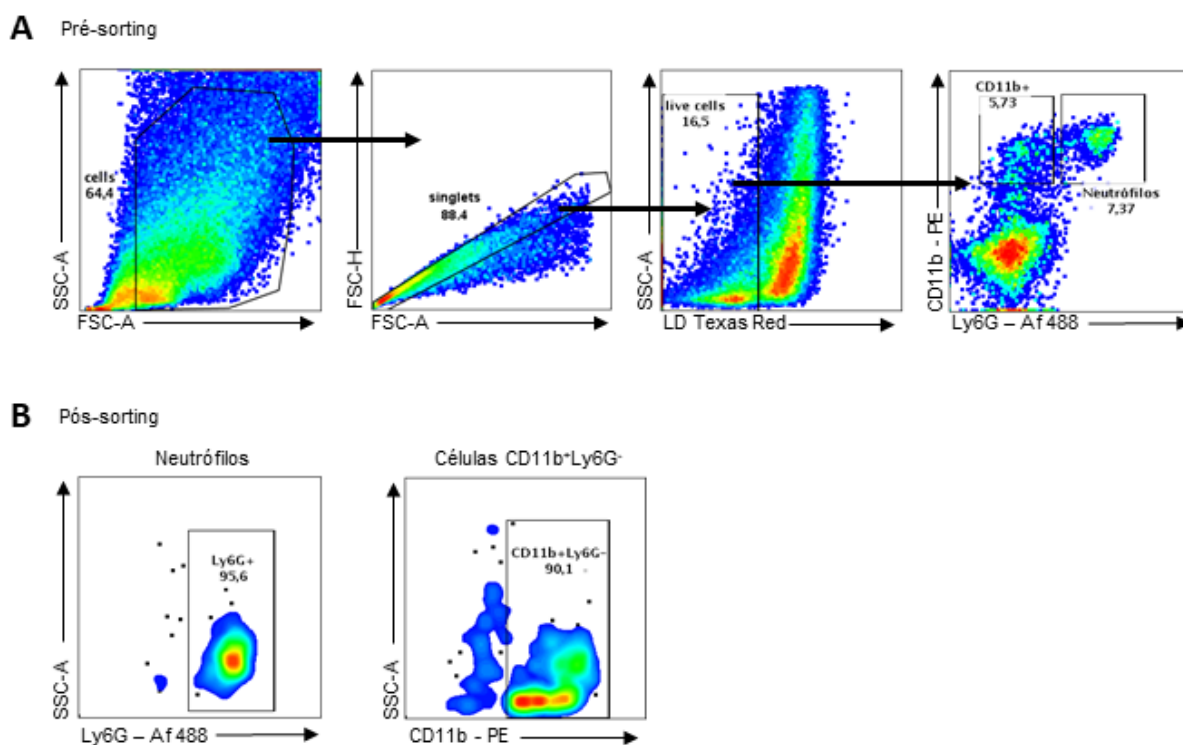 A Pré-sorting
cells
64,4
SSC-A
FSC-A
singlets
88.4
FSC-H
FSC-A
live cells
16,5
SSC-A
LD Texas Red
CD11b+
5,73
Neutrófilos
7,37
CD11b - PE
Ly6G – Af 488
B Pós-sorting
Neutrófilos
Ly6G+
95,6
SSC-A
Ly6G – Af 488
Células CD11b⁺Ly6G⁻
CD11b+Ly6G-
90,1
SSC-A
CD11b - PE